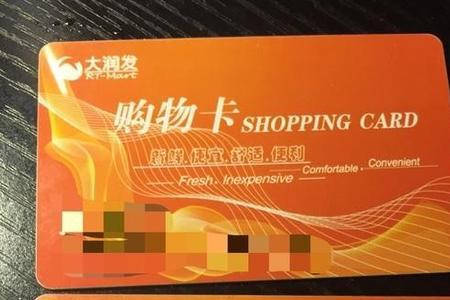 大润发
RT-Mart
购物卡 SHOPPING CARD
新鲜.便宜.舒适.便利
Fresh . Inexpensive
Comfortable . Convenient